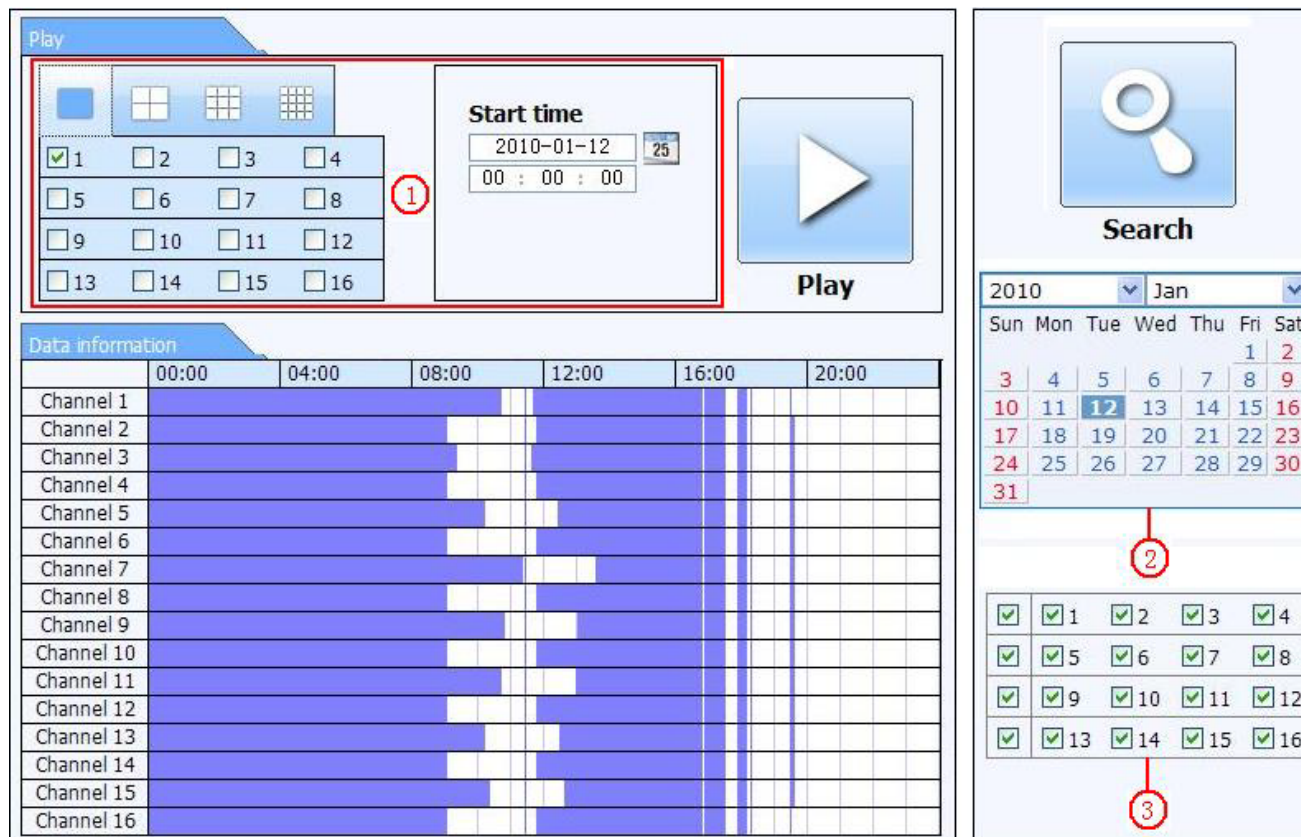 Play
1 2 3 4
5 6 7 8
9 10 11 12
13 14 15 16
1
Start time
2010-01-12
25
00 : 00 : 00
Play
Data information
00:00 04:00 08:00 12:00 16:00 20:00
Channel 1
Channel 2
Channel 3
Channel 4
Channel 5
Channel 6
Channel 7
Channel 8
Channel 9
Channel 10
Channel 11
Channel 12
Channel 13
Channel 14
Channel 15
Channel 16
Search
2010 Jan
Sun Mon Tue Wed Thu Fri Sat
1 2
3 4 5 6 7 8 9
10 11 12 13 14 15 16
17 18 19 20 21 22 23
24 25 26 27 28 29 30
31
2
1 2 3 4
5 6 7 8
9 10 11 12
13 14 15 16
3